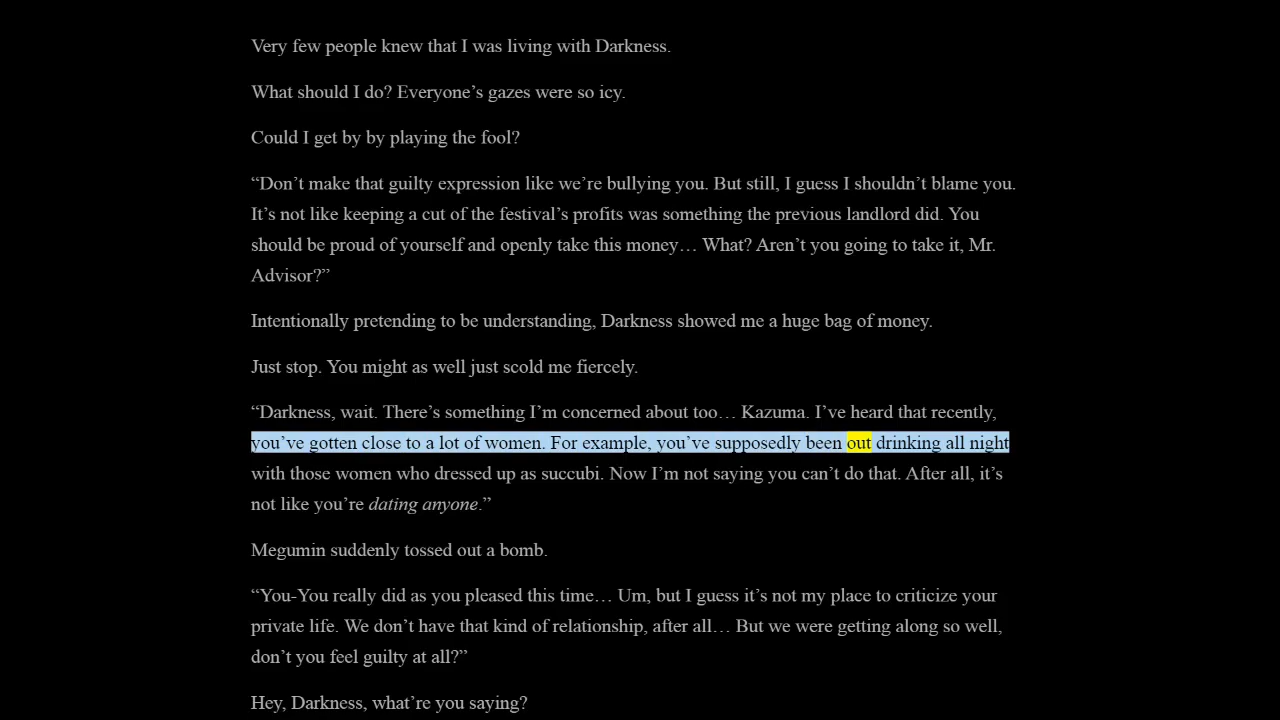 Very few people knew that I was living with Darkness.
What should I do? Everyone’s gazes were so icy.
Could I get by by playing the fool?
“Don’t make that guilty expression like we’re bullying you. But still, I guess I shouldn’t blame you.
It’s not like keeping a cut of the festival’s profits was something the previous landlord did. You
should be proud of yourself and openly take this money… What? Aren’t you going to take it, Mr.
Advisor?”
Intentionally pretending to be understanding, Darkness showed me a huge bag of money.
Just stop. You might as well just scold me fiercely.
“Darkness, wait. There’s something I’m concerned about too… Kazuma. I’ve heard that recently,
you’ve gotten close to a lot of women. For example, you’ve supposedly been out drinking all night
with those women who dressed up as succubi. Now I’m not saying you can’t do that. After all, it’s
not like you’re dating anyone.”
Megumin suddenly tossed out a bomb.
“You-You really did as you pleased this time… Um, but I guess it’s not my place to criticize your
private life. We don’t have that kind of relationship, after all… But we were getting along so well,
don’t you feel guilty at all?”
Hey, Darkness, what’re you saying?